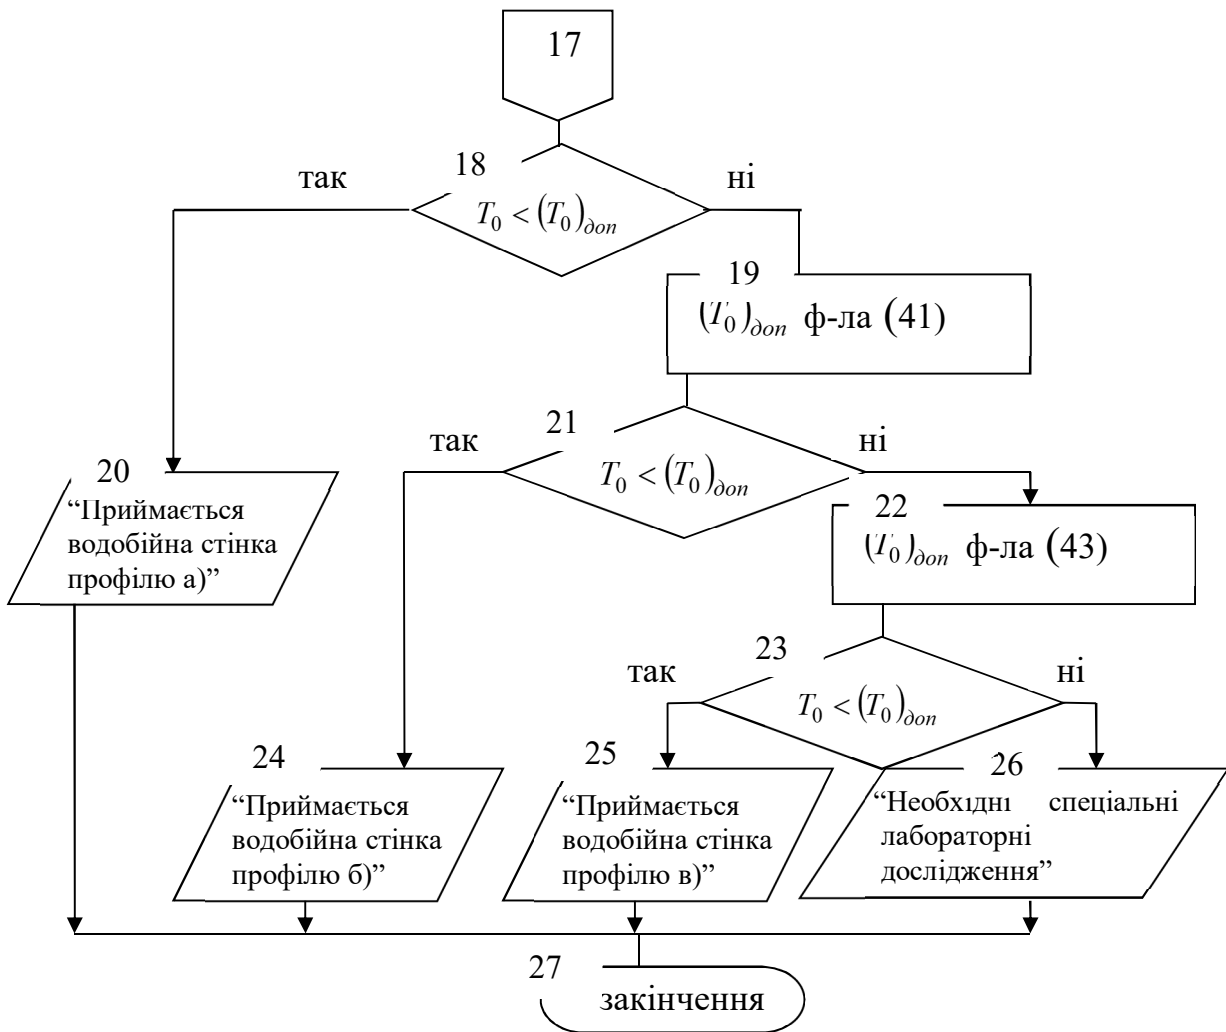 17
18
так
ні
T₀ < (T₀)доп
19
(T₀)доп ф-ла (41)
21
так
ні
T₀ < (T₀)доп
20
“Приймається
водобійна стінка
профілю а)”
22
(T₀)доп ф-ла (43)
23
так
ні
T₀ < (T₀)доп
24
“Приймається
водобійна стінка
профілю б)”
25
“Приймається
водобійна стінка
профілю в)”
26
“Необхідні спеціальні
лабораторні
дослідження”
27
закінчення